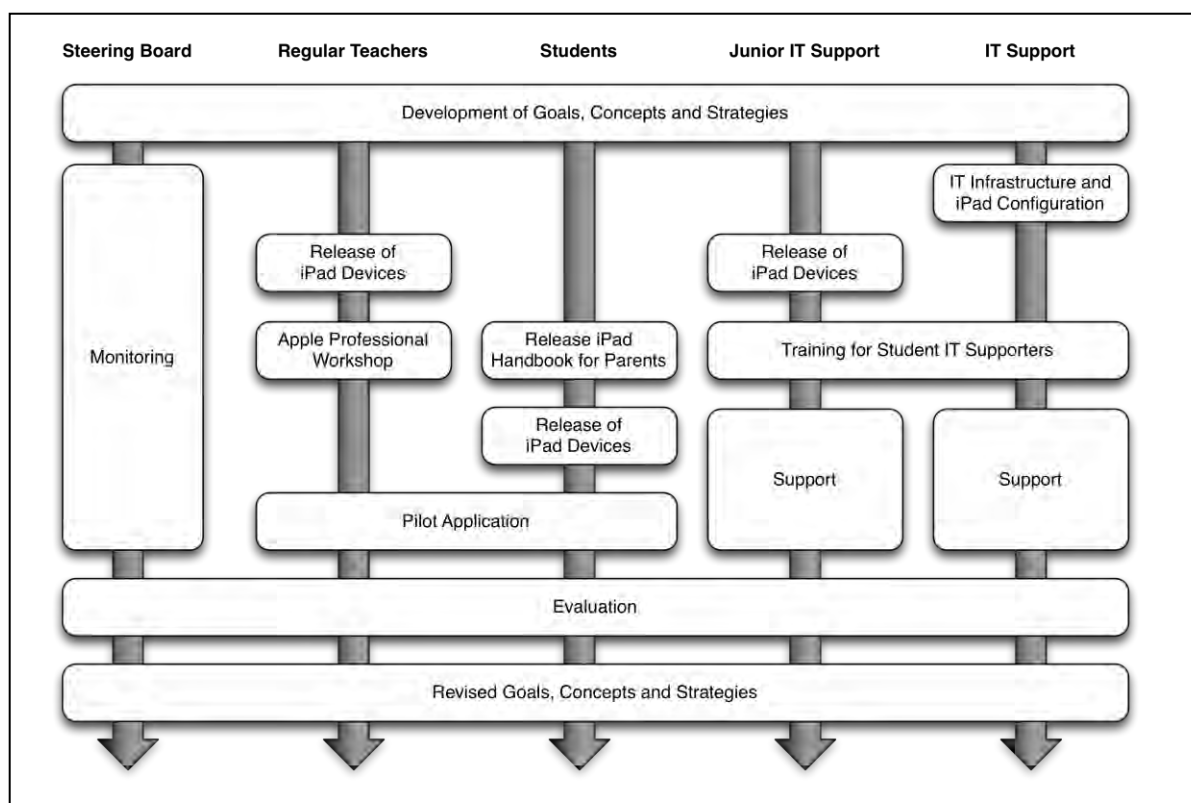 Steering Board
Regular Teachers
Students
Junior IT Support
IT Support
Development of Goals, Concepts and Strategies
IT Infrastructure and
iPad Configuration
Release of
iPad Devices
Release of
iPad Devices
Monitoring
Apple Professional
Workshop
Release iPad
Handbook for Parents
Training for Student IT Supporters
Release of
iPad Devices
Support
Support
Pilot Application
Evaluation
Revised Goals, Concepts and Strategies